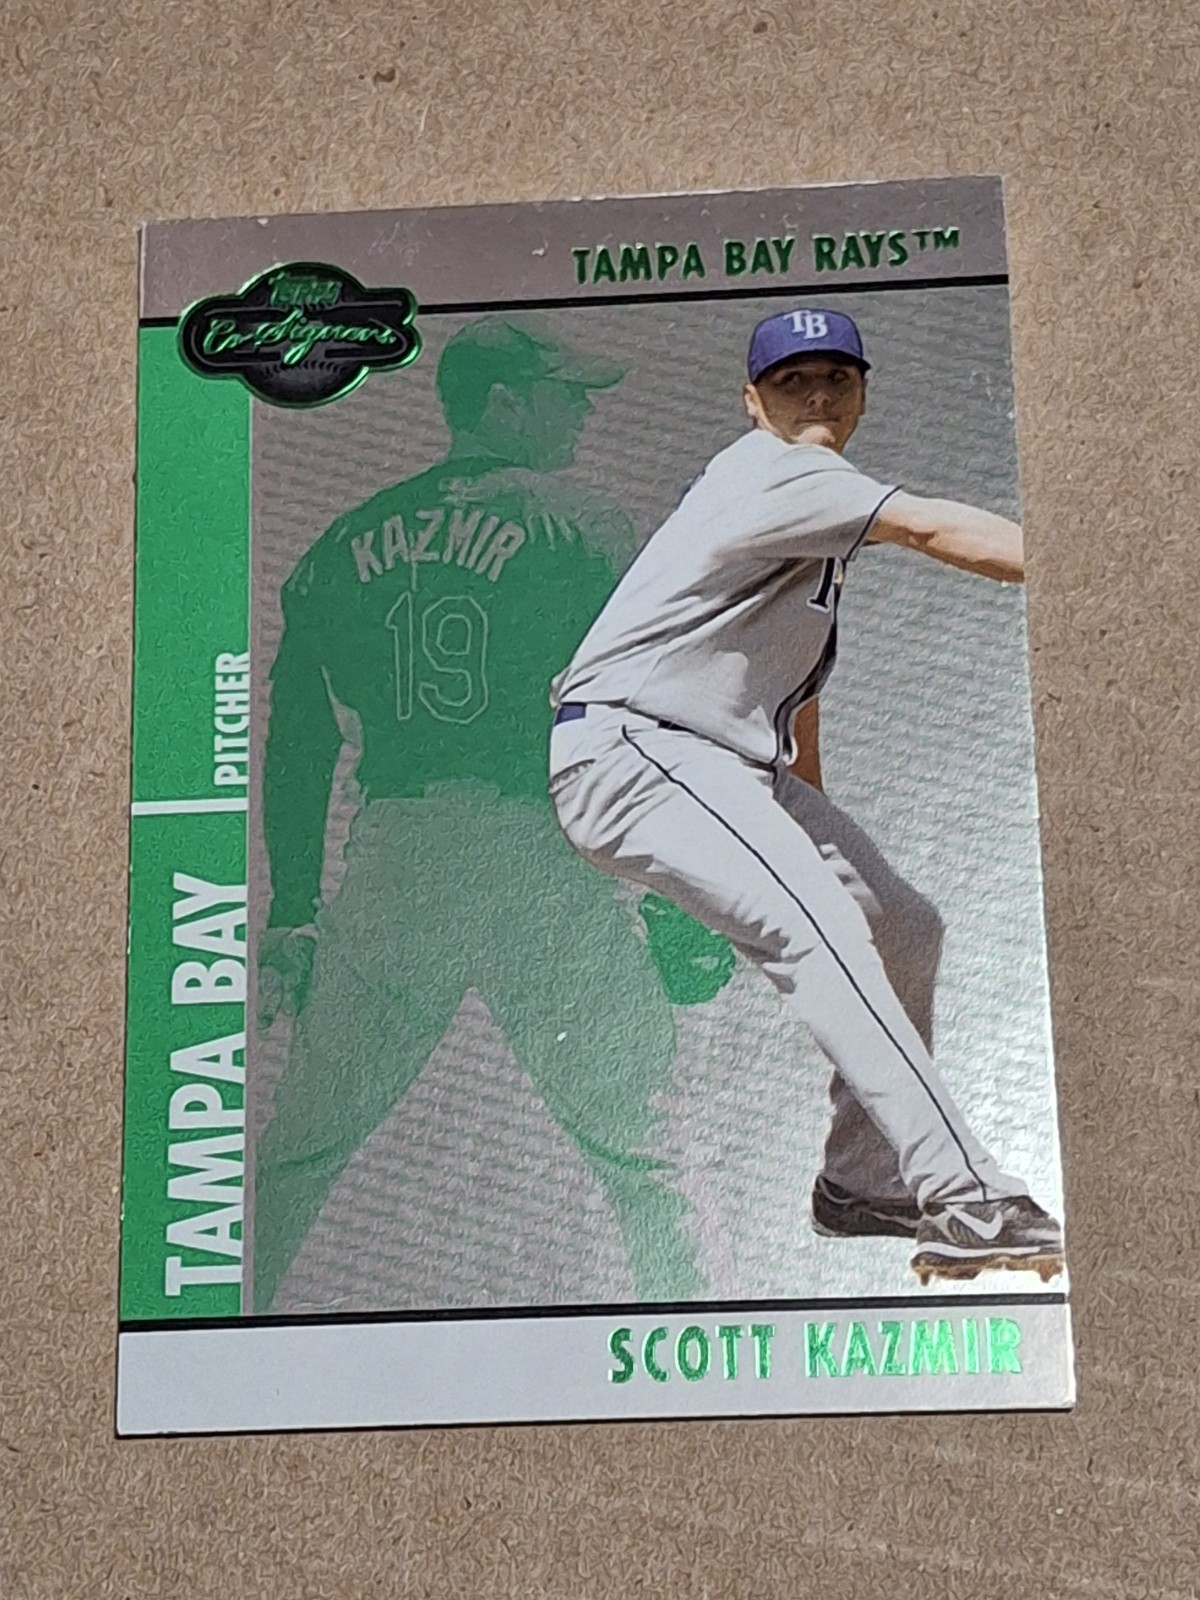 TAMPA BAY RAYS™
TOPPS
Co-Signers
TB
KAZMIR
19
PITCHER
TAMPA BAY
SCOTT KAZMIR